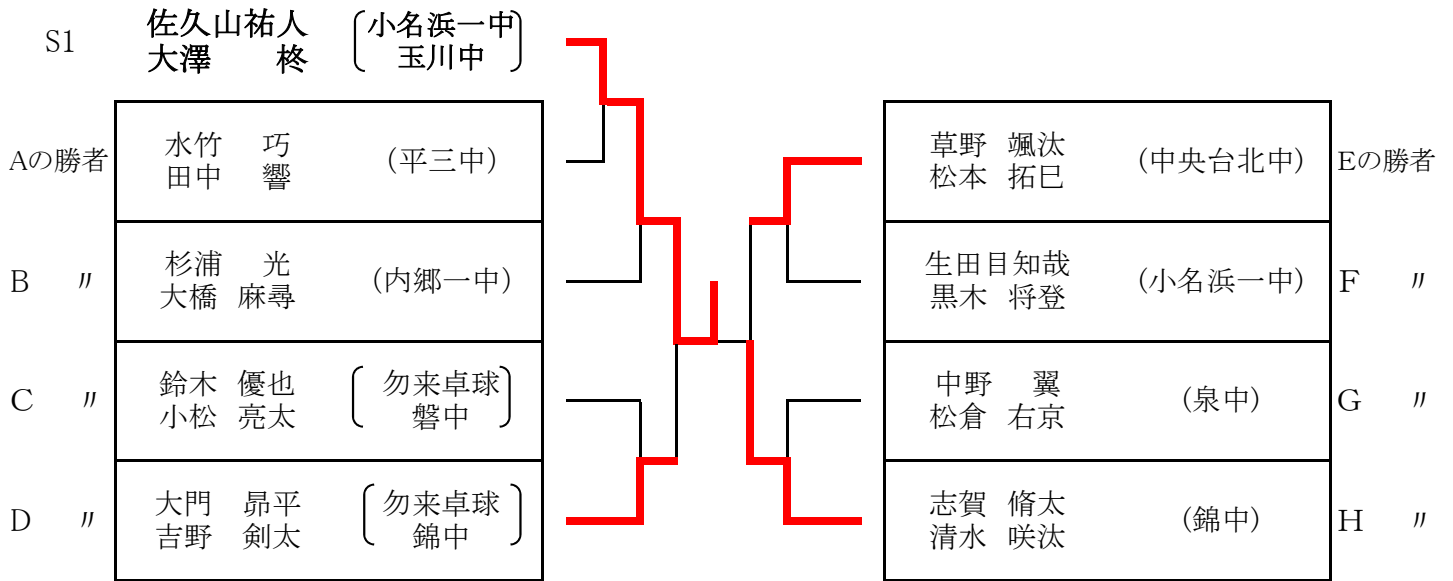 S1 佐久山祐人 小名浜一中
大澤 柊 玉川中
Aの勝者 水竹 巧 (平三中)
田中 響
B 〃 杉浦 光 (内郷一中)
大橋 麻尋
C 〃 鈴木 優也 勿来卓球
小松 亮太 磐中
D 〃 大門 昴平 勿来卓球
吉野 剣太 錦中
草野 颯汰 (中央台北中) Eの勝者
松本 拓巳
生田目知哉 (小名浜一中) F 〃
黒木 将登
中野 翼 (泉中) G 〃
松倉 右京
志賀 脩太 (錦中) H 〃
清水 咲汰